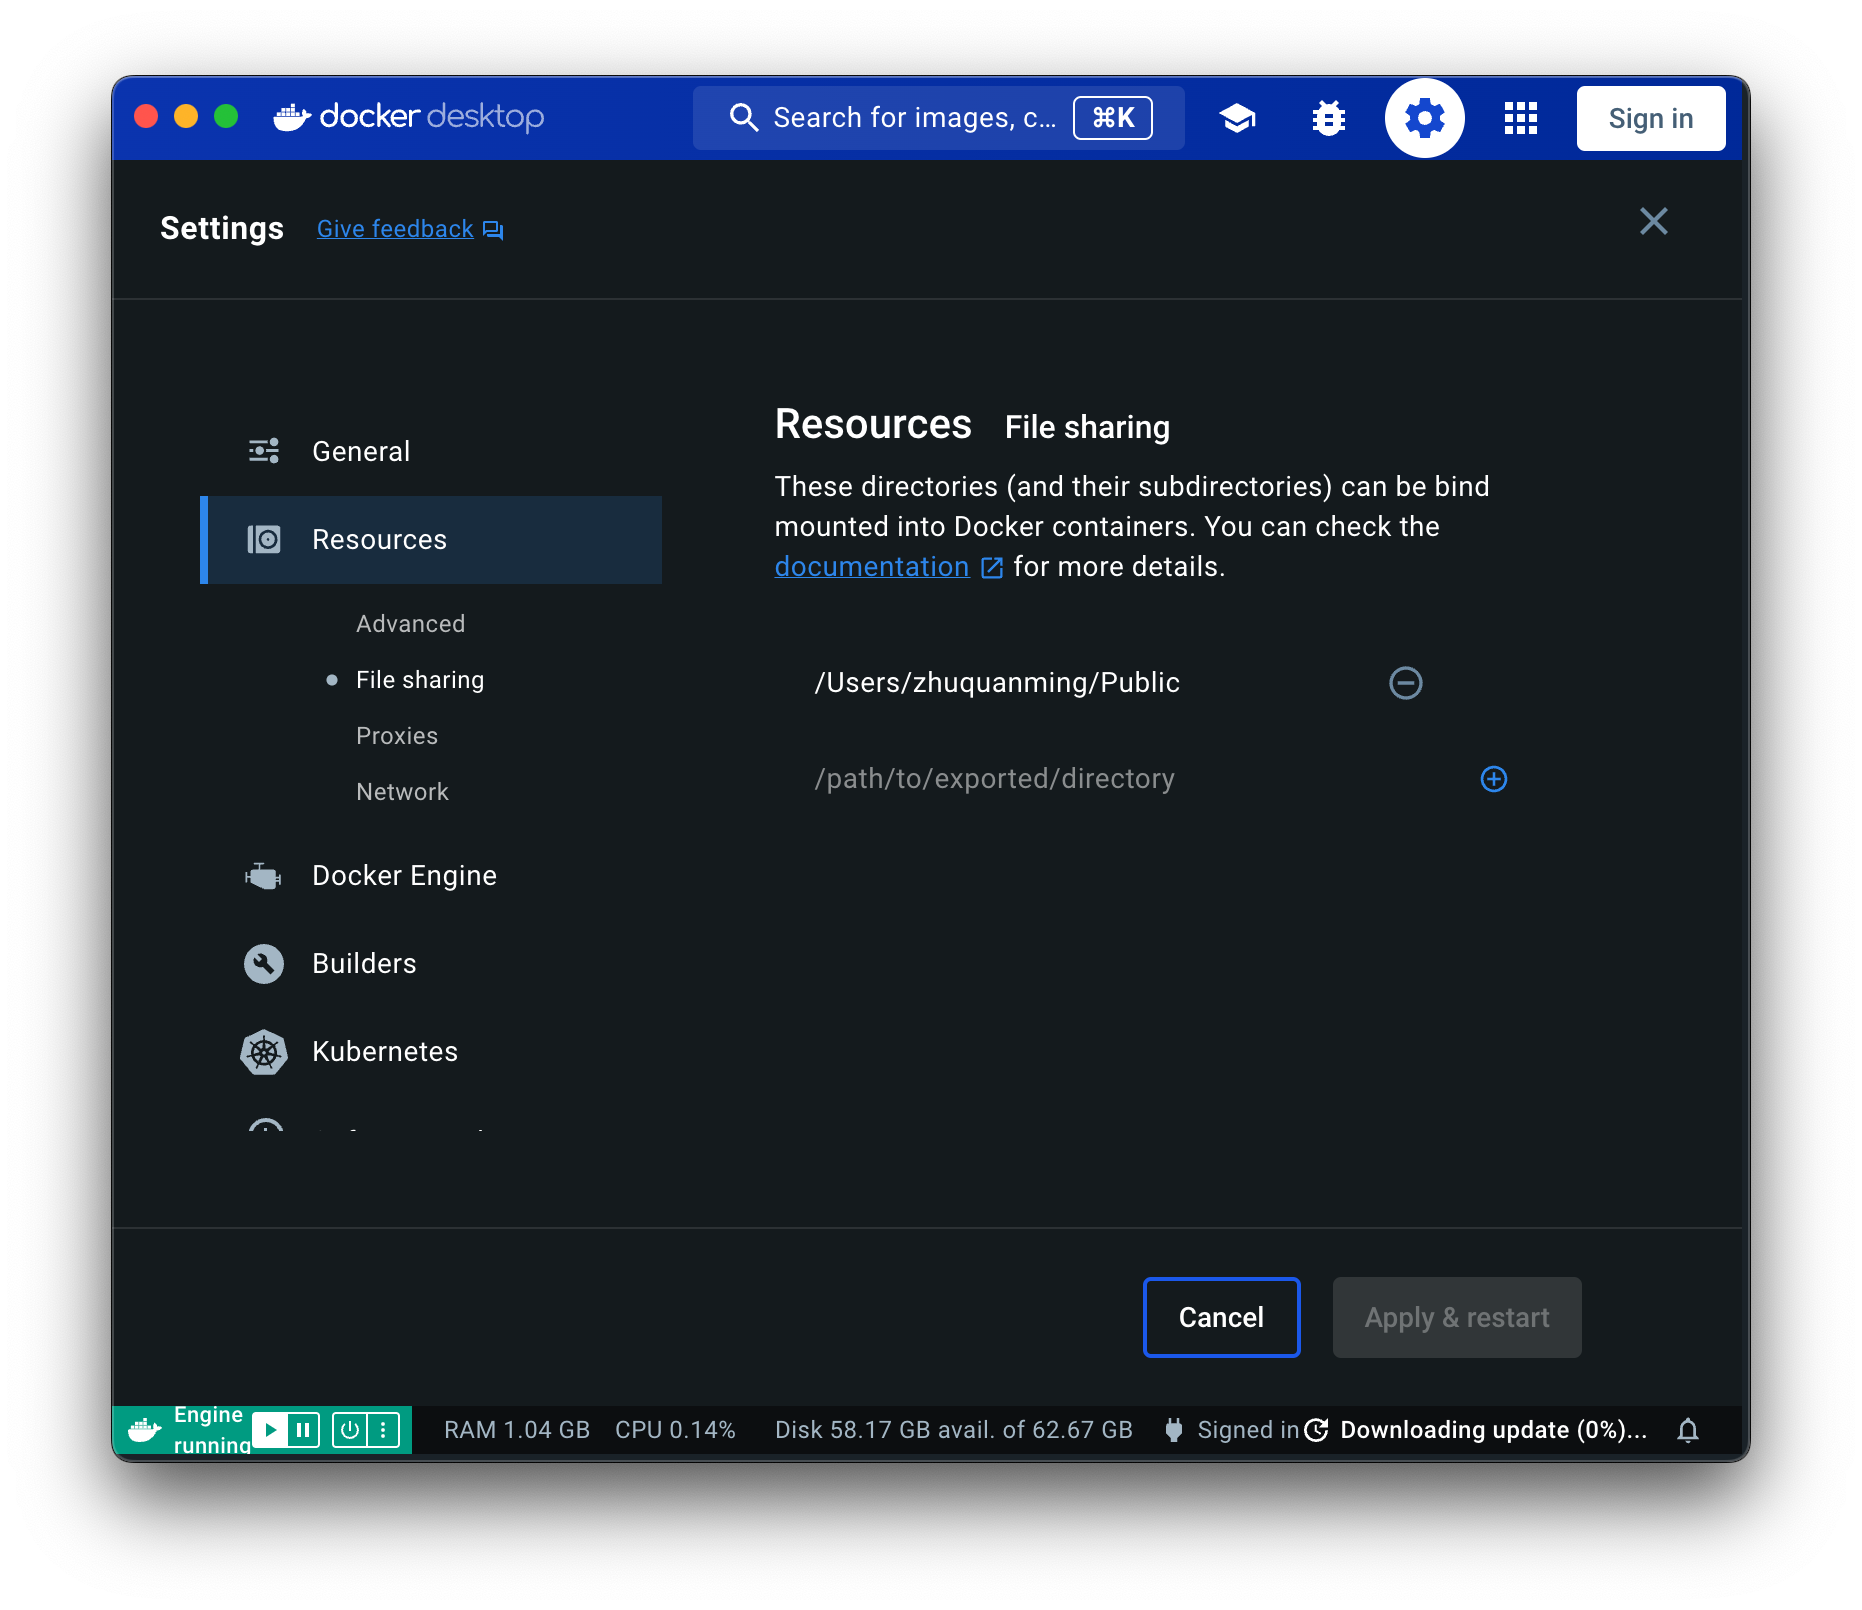 docker desktop
Search for images, c...
⌘K
Sign in
Settings
Give feedback
General
Resources
Advanced
File sharing
Proxies
Network
Docker Engine
Builders
Kubernetes
Resources File sharing
These directories (and their subdirectories) can be bind
mounted into Docker containers. You can check the
documentation for more details.
/Users/zhuquanming/Public
/path/to/exported/directory
Cancel
Apply & restart
Engine
running
RAM 1.04 GB CPU 0.14% Disk 58.17 GB avail. of 62.67 GB Signed in Downloading update (0%)...